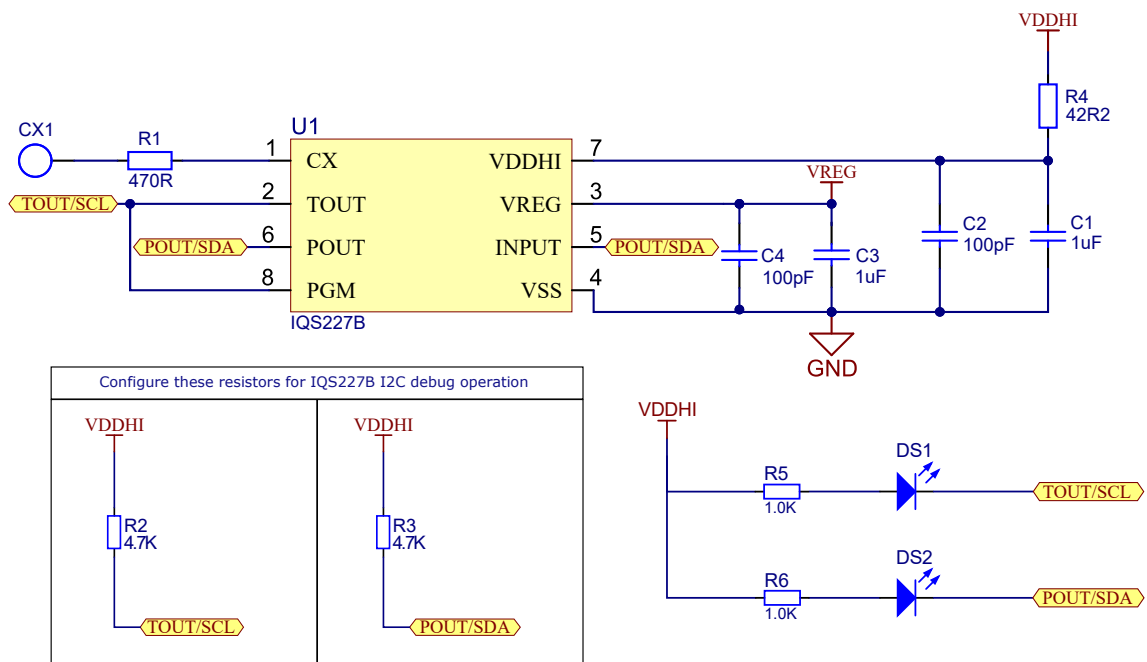 VDDHI
R4
42R2
CX1
R1
470R
U1
1
CX
VDDHI
7
TOUT/SCL
2
TOUT
VREG
3
VREG
POUT/SDA
6
POUT
INPUT
5
POUT/SDA
8
PGM
VSS
4
IQS227B
C4
100pF
C3
1uF
C2
100pF
C1
1uF
GND
Configure these resistors for IQS227B I2C debug operation
VDDHI
R2
4.7K
TOUT/SCL
VDDHI
R3
4.7K
POUT/SDA
VDDHI
R5
1.0K
DS1
TOUT/SCL
R6
1.0K
DS2
POUT/SDA